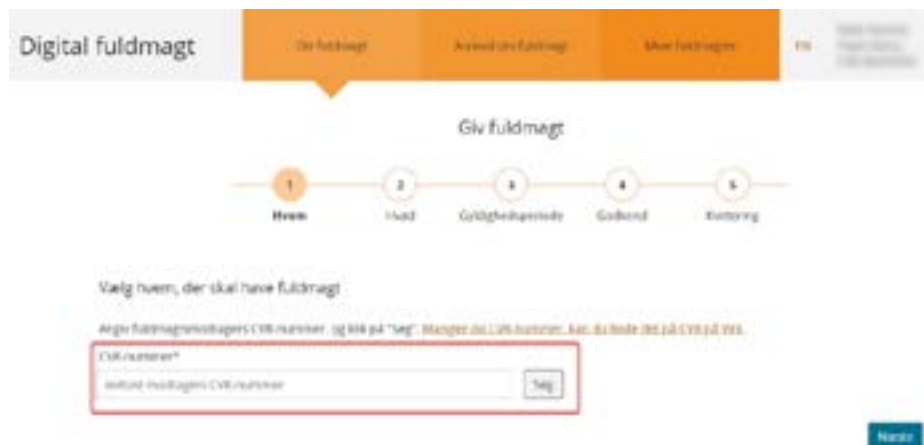 Digital fuldmagt
Giv fuldmagt
Anmod om fuldmagt
Mine fuldmagter
EN
Giv fuldmagt
1
2
3
4
5
Hvem
Hvad
Gyldighedsperiode
Godkend
Kvittering
Vælg hvem, der skal have fuldmagt
Angiv fuldmagtsmodtagers CVR-nummer, og klik på "Søg". Mangler du CVR-nummer, kan du finde det på CVR på Virk.
CVR-nummer*
Indtast modtagers CVR-nummer
Søg
Næste